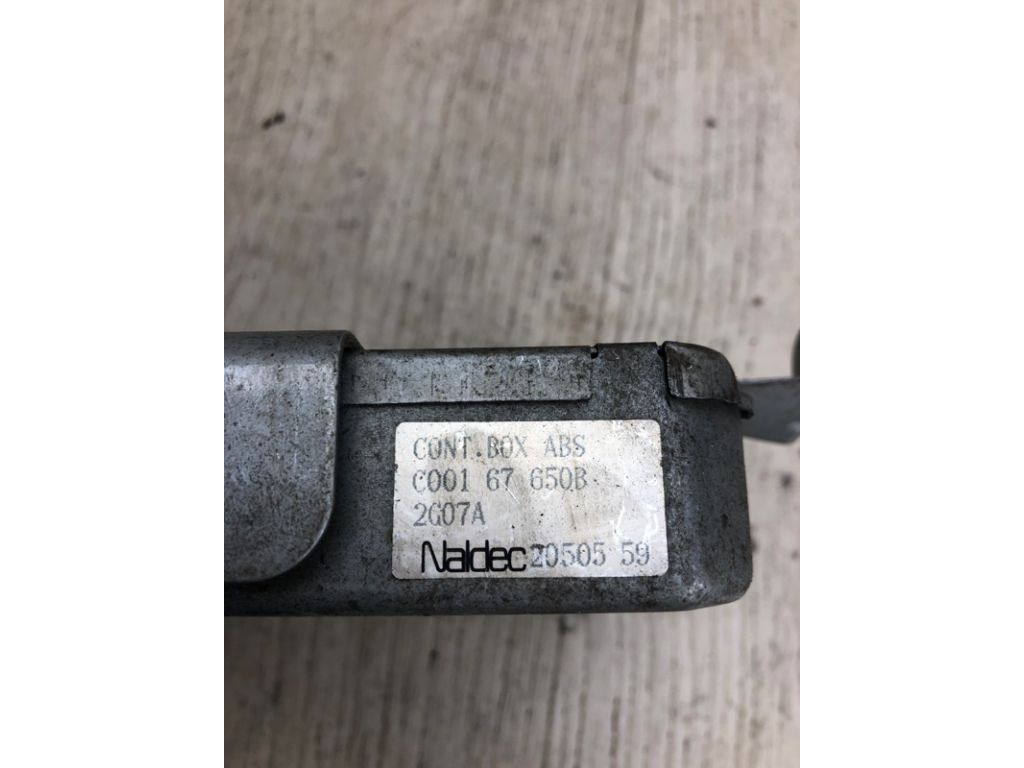 CONT.BOX ABS
C001 67 650B
2G07A
Naldec 20505 59